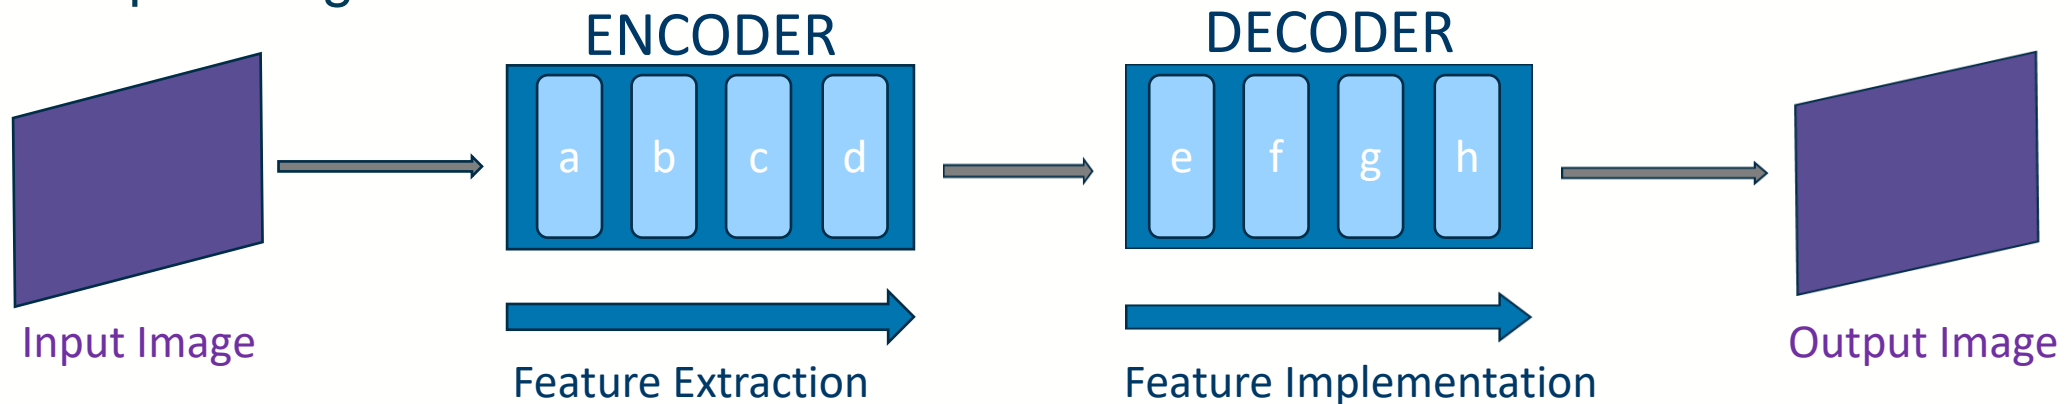 ENCODER
DECODER
a b c d
e f g h
Input Image
Output Image
Feature Extraction
Feature Implementation